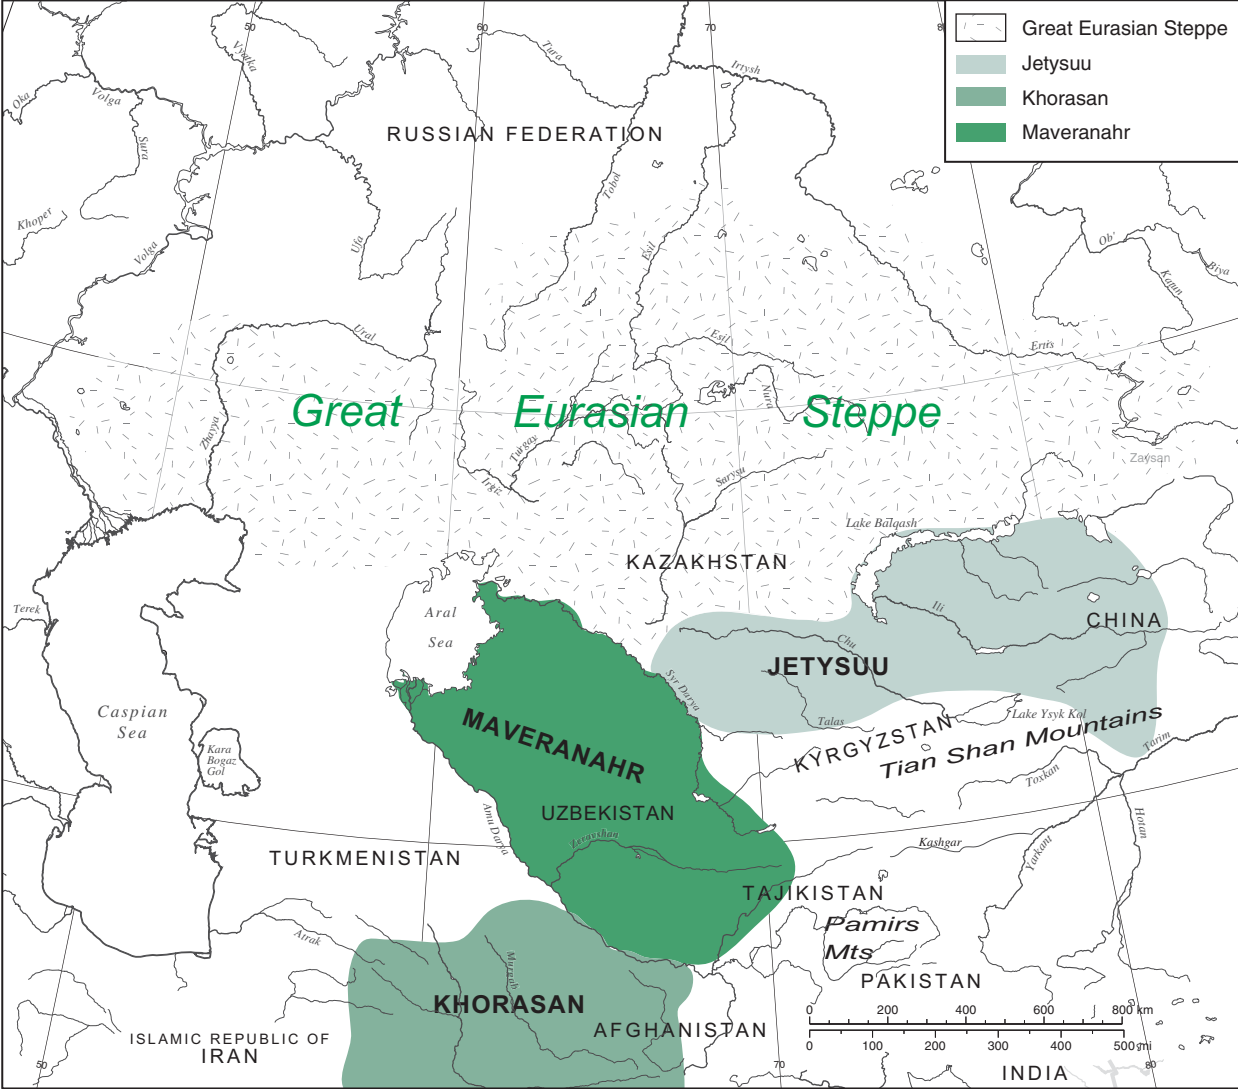 50
60
70
8
Great Eurasian Steppe
Jetysuu
Khorasan
Maveranahr
Oka
Volga
Vyatka
Tura
Irtysh
Sura
RUSSIAN FEDERATION
Tobol
Khoper
Volga
Ufa
Esil
Ob'
Biya
Katun
Ural
Esil
Ertis
Great Eurasian Steppe
Nura
Zhayya
Turgay
Irgiz
Sarysu
Zaysan
Lake Balqash
KAZAKHSTAN
Terek
Aral
Sea
Ili
CHINA
Chu
JETYSUU
Syr Darya
Caspian
Sea
MAVERANAHR
Talas
Lake Ysyk Kol
KYRGYZSTAN
Tian Shan Mountains
Tarim
Kara
Bogaz
Gol
Toxkan
UZBEKISTAN
Amu Darya
Zeravshan
Hotan
Kashgar
Yarkant
TURKMENISTAN
TAJIKISTAN
Pamirs
Mts
Atrak
Murgab
PAKISTAN
KHORASAN
AFGHANISTAN
0 200 400 600 800 km
0 100 200 300 400 500 mi
ISLAMIC REPUBLIC OF
IRAN
50
70
80
INDIA